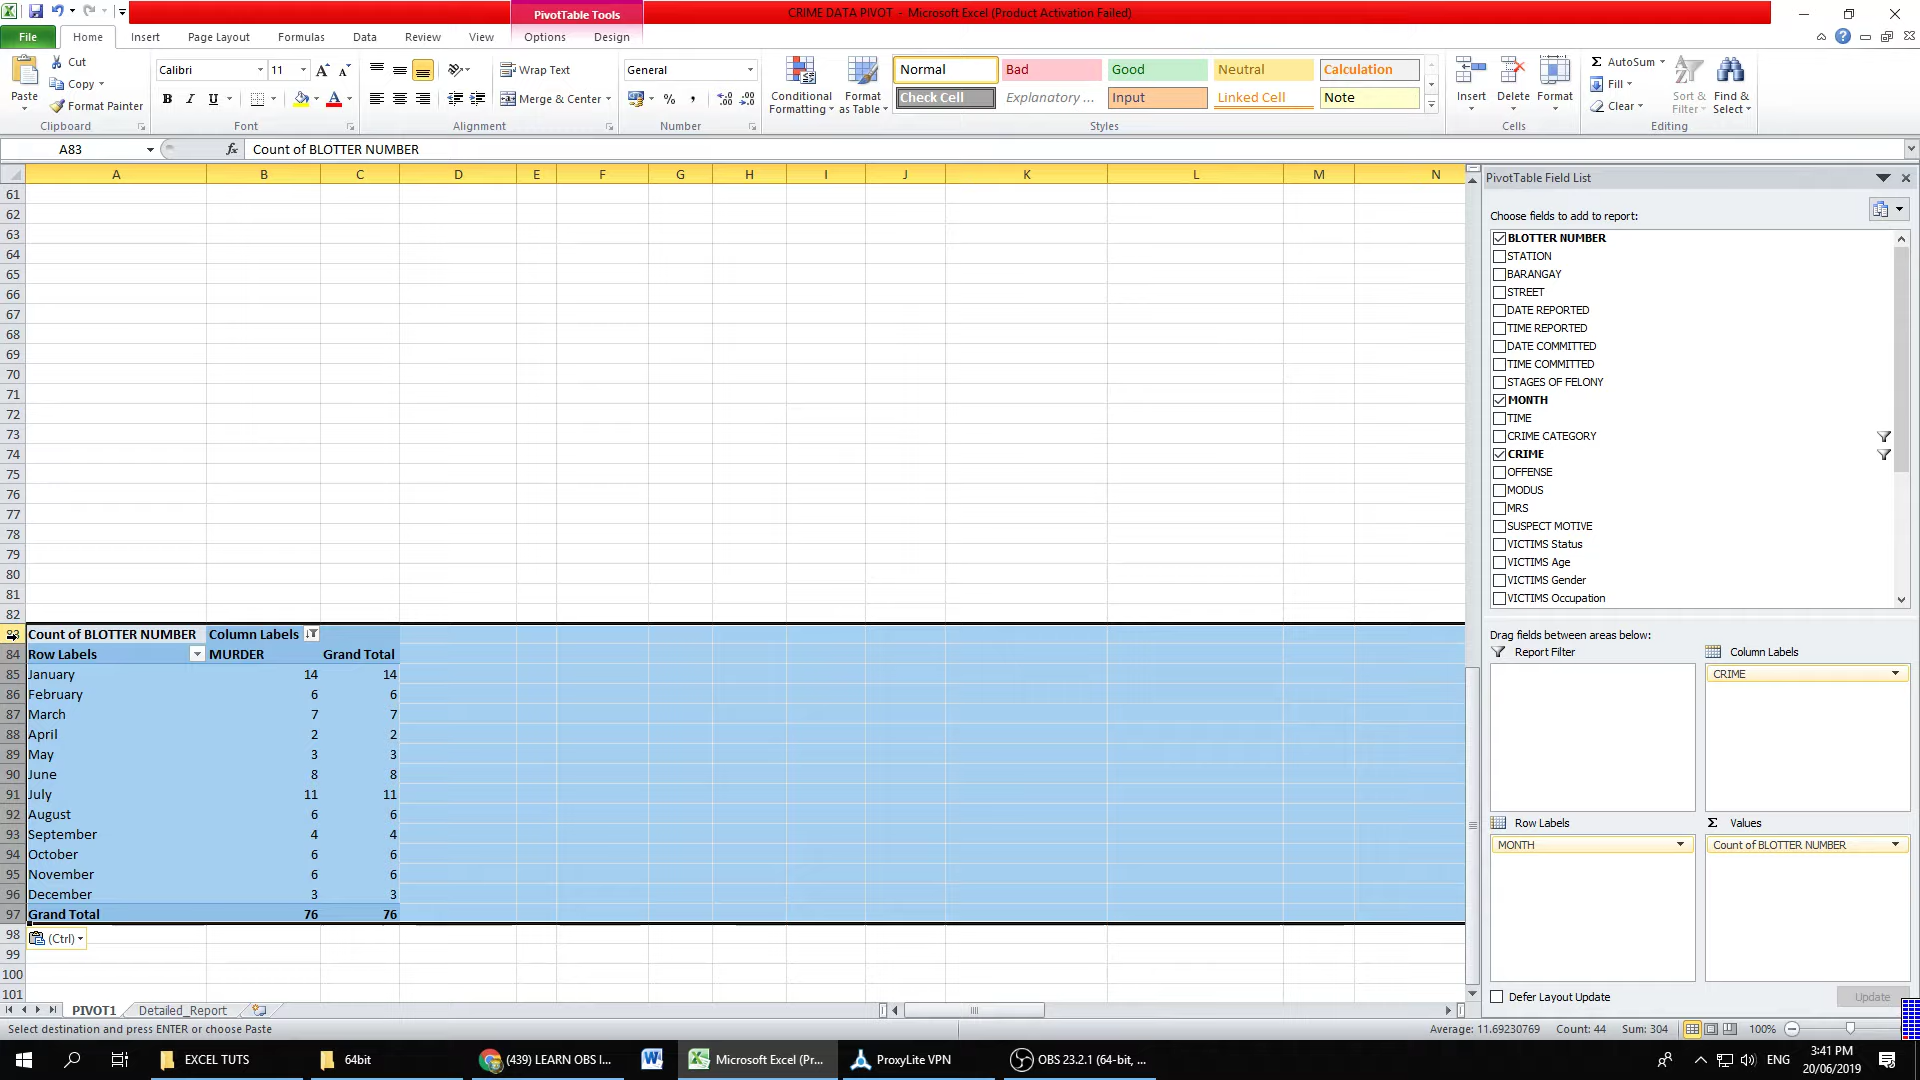 PivotTable Tools
CRIME DATA PIVOT - Microsoft Excel (Product Activation Failed)
File Home Insert Page Layout Formulas Data Review View Options Design
Paste
Cut
Copy
Format Painter
Clipboard
Calibri 11
B I U
Font
Wrap Text
Merge & Center
Alignment
General
% ,
Number
Conditional Formatting
Format as Table
Normal Bad Good Neutral Calculation
Check Cell Explanatory ... Input Linked Cell Note
Styles
Insert Delete Format
Cells
AutoSum
Fill
Clear
Sort & Filter
Find & Select
Editing
A83 fx Count of BLOTTER NUMBER
A B C D E F G H I J K L M N
61
62
63
64
65
66
67
68
69
70
71
72
73
74
75
76
77
78
79
80
81
82
83 Count of BLOTTER NUMBER Column Labels
84 Row Labels MURDER Grand Total
85 January 14 14
86 February 6 6
87 March 7 7
88 April 2 2
89 May 3 3
90 June 8 8
91 July 11 11
92 August 6 6
93 September 4 4
94 October 6 6
95 November 6 6
96 December 3 3
97 Grand Total 76 76
98 (Ctrl)
99
100
101
PivotTable Field List
Choose fields to add to report:
BLOTTER NUMBER
STATION
BARANGAY
STREET
DATE REPORTED
TIME REPORTED
DATE COMMITTED
TIME COMMITTED
STAGES OF FELONY
MONTH
TIME
CRIME CATEGORY
CRIME
OFFENSE
MODUS
MRS
SUSPECT MOTIVE
VICTIMS Status
VICTIMS Age
VICTIMS Gender
VICTIMS Occupation
Drag fields between areas below:
Report Filter Column Labels
CRIME
Row Labels Σ Values
MONTH Count of BLOTTER NUMBER
Defer Layout Update Update
PIVOT1 Detailed_Report
Select destination and press ENTER or choose Paste
Average: 11.69230769 Count: 44 Sum: 304 100%
EXCEL TUTS 64bit (439) LEARN OBS I... Microsoft Excel (Pr... ProxyLite VPN OBS 23.2.1 (64-bit, ...
ENG
3:41 PM
20/06/2019